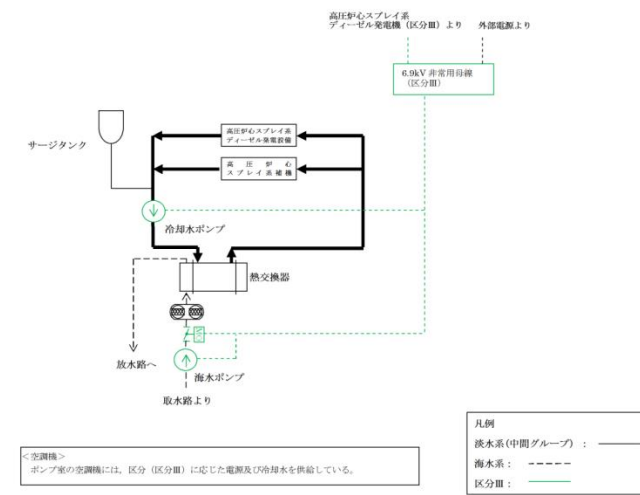 高圧炉心スプレイ系
ディーゼル発電機（区分Ⅲ）より
外部電源より
6.9kV 非常用母線
（区分Ⅲ）
サージタンク
高圧炉心スプレイ系
ディーゼル発電設備
高圧炉心
スプレイ系補機
冷却水ポンプ
熱交換器
放水路へ
海水ポンプ
取水路より
＜空調機＞
ポンプ室の空調機には，区分（区分Ⅲ）に応じた電源及び冷却水を供給している。
凡例
淡水系(中間グループ)：
海水系：
区分Ⅲ：